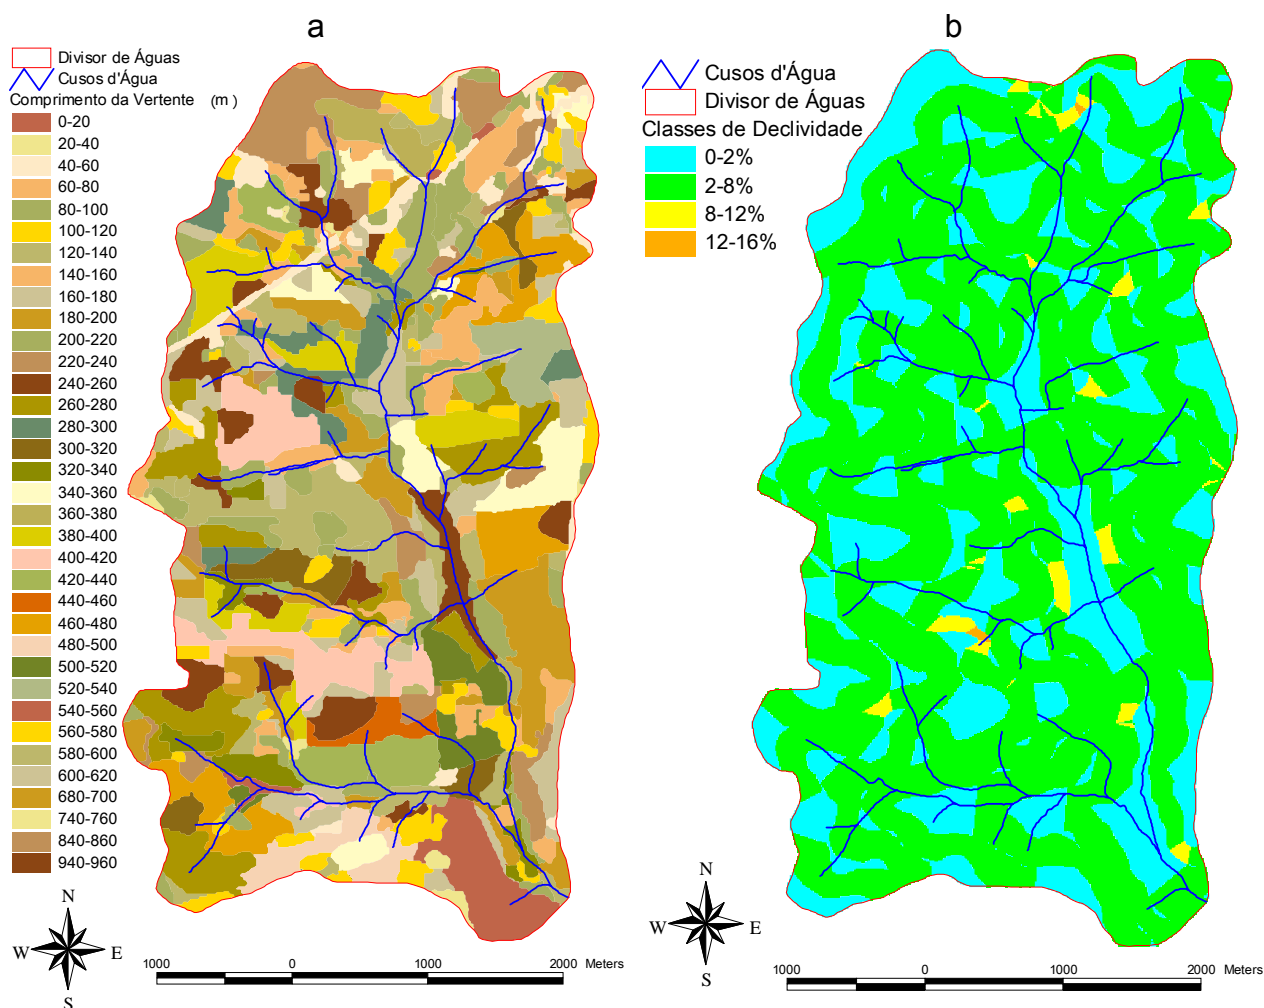 a
Divisor de Águas
Cusos d'Água
Comprimento da Vertente (m )
0-20
20-40
40-60
60-80
80-100
100-120
120-140
140-160
160-180
180-200
200-220
220-240
240-260
260-280
280-300
300-320
320-340
340-360
360-380
380-400
400-420
420-440
440-460
460-480
480-500
500-520
520-540
540-560
560-580
580-600
600-620
680-700
740-760
840-860
940-960
N
W E
S
1000 0 1000 2000 Meters
b
Cusos d'Água
Divisor de Águas
Classes de Declividade
0-2%
2-8%
8-12%
12-16%
N
W E
S
1000 0 1000 2000 Meters